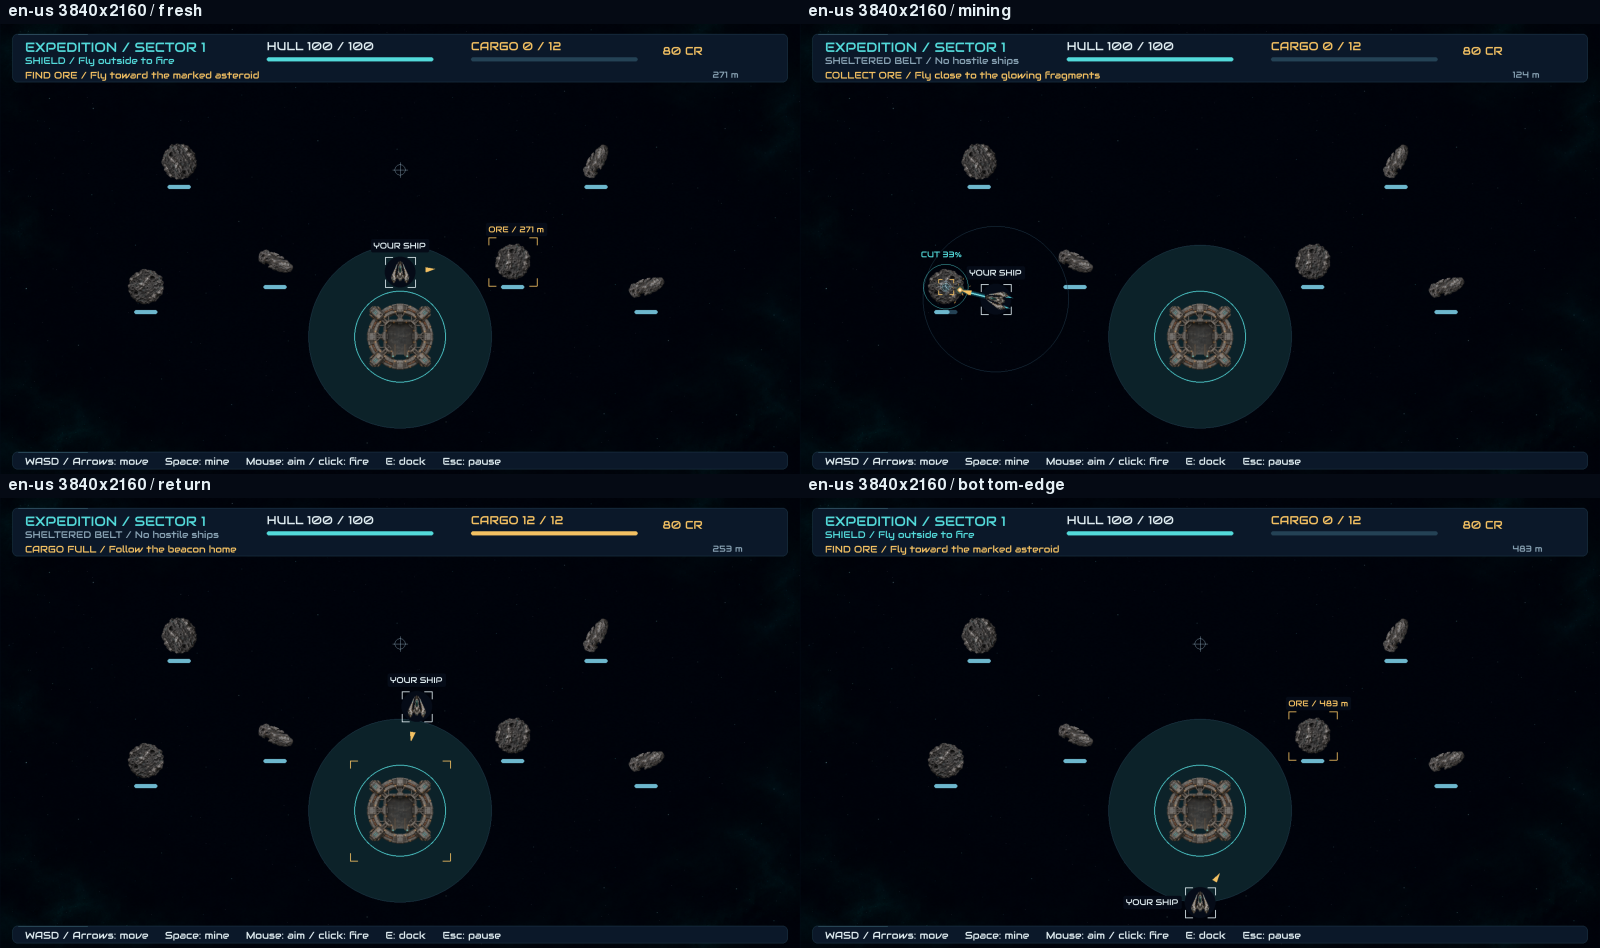 en-us 3840x2160 / fresh
EXPEDITION / SECTOR 1
HULL 100 / 100
CARGO 0 / 12
80 CR
SHIELD / Fly outside to fire
FIND ORE / Fly toward the marked asteroid
271 m
ORE / 271 m
YOUR SHIP
WASD / Arrows: move Space: mine Mouse: aim / click: fire E: dock Esc: pause
en-us 3840x2160 / mining
EXPEDITION / SECTOR 1
HULL 100 / 100
CARGO 0 / 12
80 CR
SHELTERED BELT / No hostile ships
COLLECT ORE / Fly close to the glowing fragments
124 m
CUT 33%
YOUR SHIP
WASD / Arrows: move Space: mine Mouse: aim / click: fire E: dock Esc: pause
en-us 3840x2160 / return
EXPEDITION / SECTOR 1
HULL 100 / 100
CARGO 12 / 12
80 CR
SHELTERED BELT / No hostile ships
CARGO FULL / Follow the beacon home
253 m
YOUR SHIP
WASD / Arrows: move Space: mine Mouse: aim / click: fire E: dock Esc: pause
en-us 3840x2160 / bottom-edge
EXPEDITION / SECTOR 1
HULL 100 / 100
CARGO 0 / 12
80 CR
SHIELD / Fly outside to fire
FIND ORE / Fly toward the marked asteroid
483 m
ORE / 483 m
YOUR SHIP
WASD / Arrows: move Space: mine Mouse: aim / click: fire E: dock Esc: pause